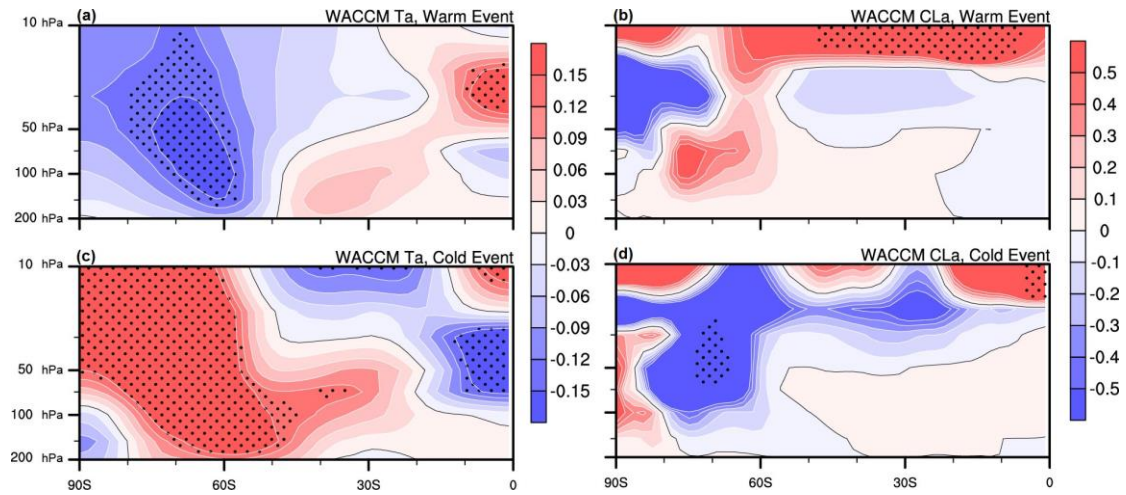 (a) WACCM Ta, Warm Event
10 hPa
50 hPa
100 hPa
200 hPa
0.15
0.12
0.09
0.06
0.03
0
-0.03
-0.06
-0.09
-0.12
-0.15
(b) WACCM CLa, Warm Event
90S 60S 30S 0
0.5
0.4
0.3
0.2
0.1
0
-0.1
-0.2
-0.3
-0.4
-0.5
(c) WACCM Ta, Cold Event
10 hPa
50 hPa
100 hPa
200 hPa
90S 60S 30S 0
(d) WACCM CLa, Cold Event